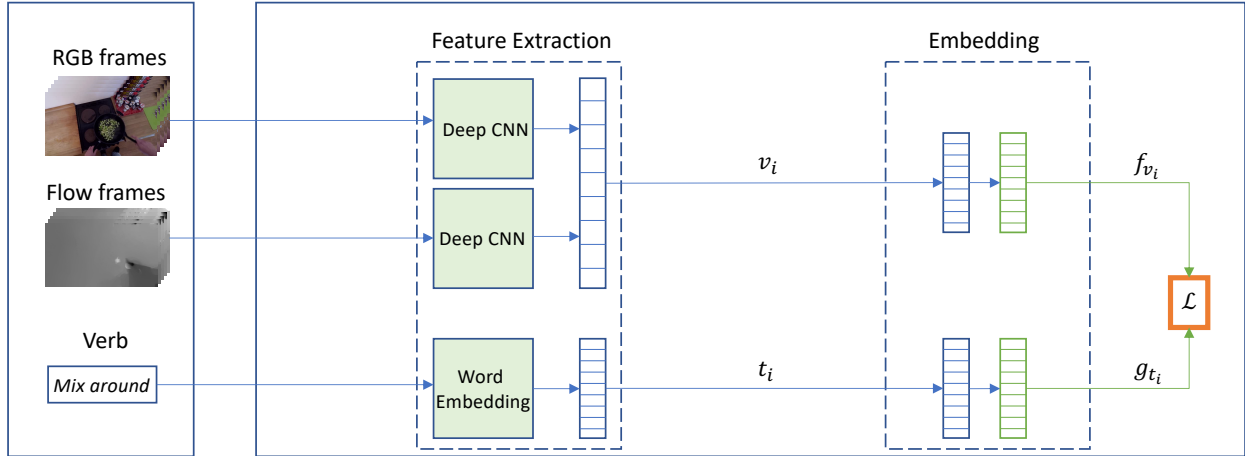 RGB frames
Flow frames
Verb
Mix around
Feature Extraction
Deep CNN
Deep CNN
Word
Embedding
v_i
t_i
Embedding
f_{v_i}
g_{t_i}
ℒ